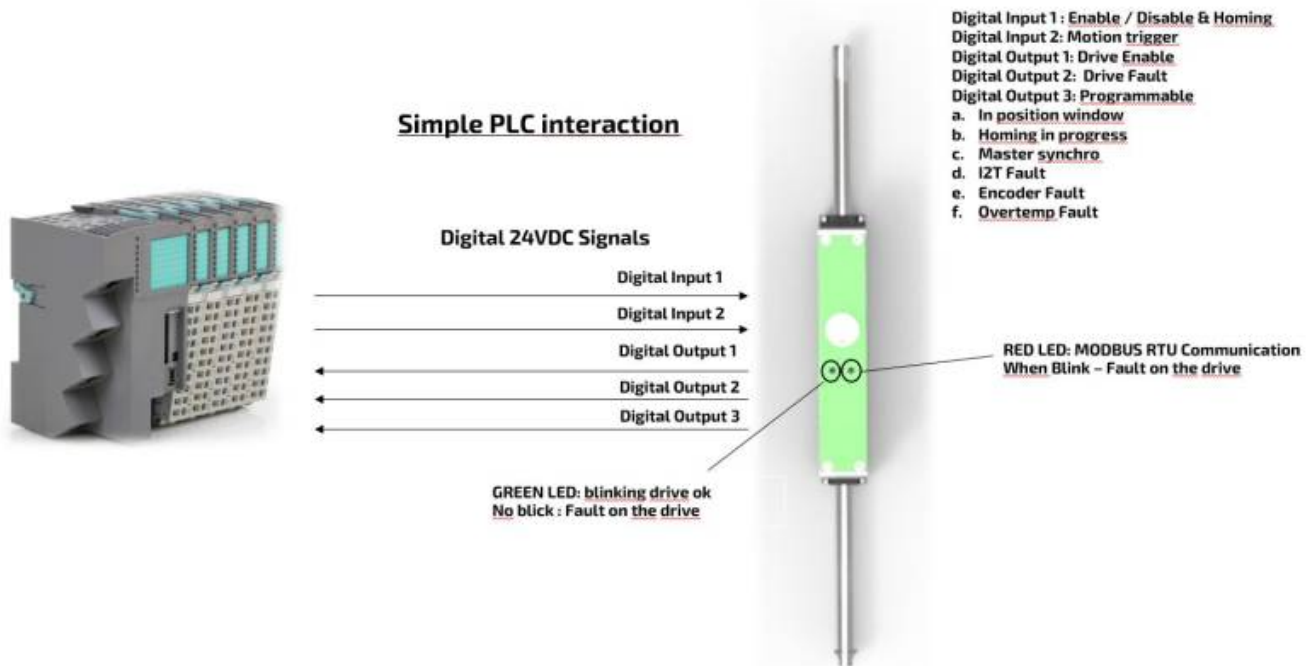 Digital Input 1 : Enable / Disable & Homing
Digital Input 2: Motion trigger
Digital Output 1: Drive Enable
Digital Output 2:  Drive Fault
Digital Output 3: Programmable
a. In position window
b. Homing in progress
c. Master synchro
d. I2T Fault
e. Encoder Fault
f. Overtemp Fault
Simple PLC interaction
Digital 24VDC Signals
Digital Input 1
Digital Input 2
Digital Output 1
Digital Output 2
Digital Output 3
RED LED: MODBUS RTU Communication
When Blink – Fault on the drive
GREEN LED: blinking drive ok
No blick : Fault on the drive